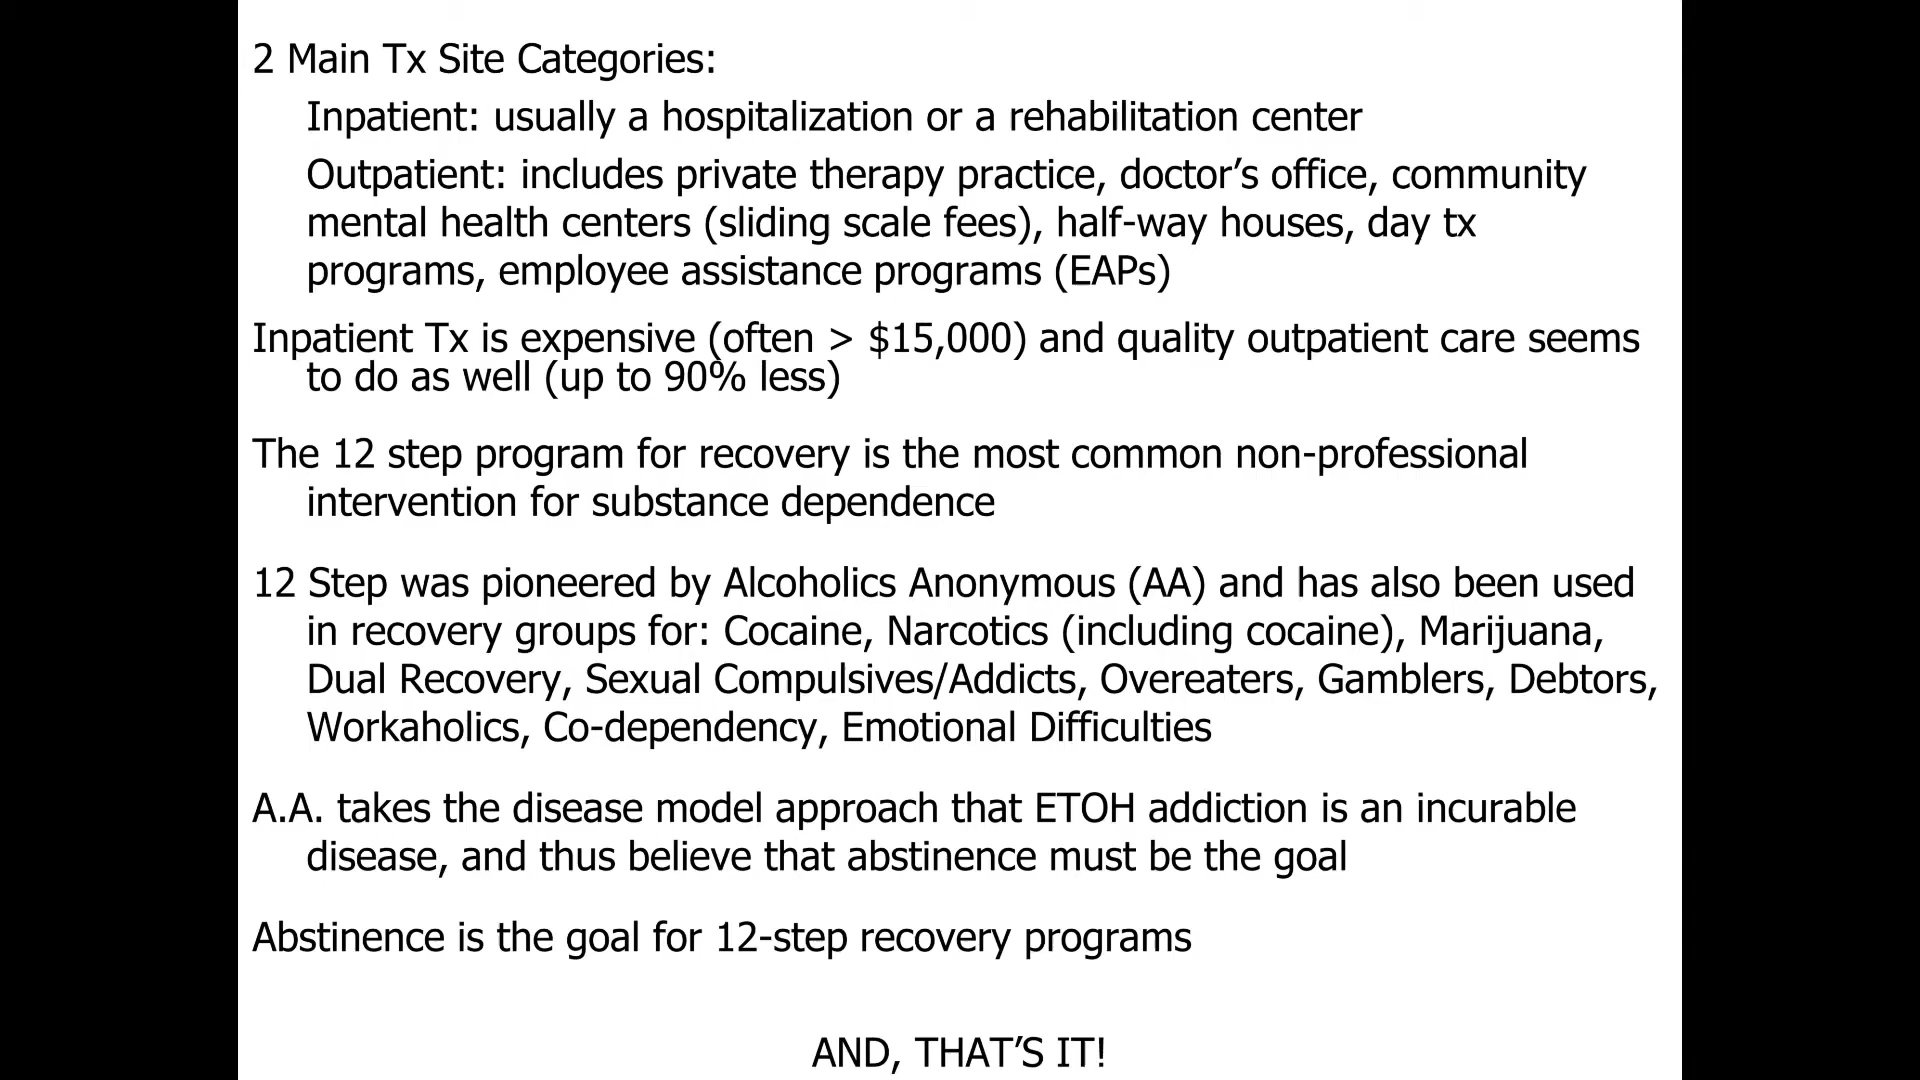 2 Main Tx Site Categories:
Inpatient: usually a hospitalization or a rehabilitation center
Outpatient: includes private therapy practice, doctor’s office, community
mental health centers (sliding scale fees), half-way houses, day tx
programs, employee assistance programs (EAPs)
Inpatient Tx is expensive (often > $15,000) and quality outpatient care seems
to do as well (up to 90% less)
The 12 step program for recovery is the most common non-professional
intervention for substance dependence
12 Step was pioneered by Alcoholics Anonymous (AA) and has also been used
in recovery groups for: Cocaine, Narcotics (including cocaine), Marijuana,
Dual Recovery, Sexual Compulsives/Addicts, Overeaters, Gamblers, Debtors,
Workaholics, Co-dependency, Emotional Difficulties
A.A. takes the disease model approach that ETOH addiction is an incurable
disease, and thus believe that abstinence must be the goal
Abstinence is the goal for 12-step recovery programs
AND, THAT’S IT!